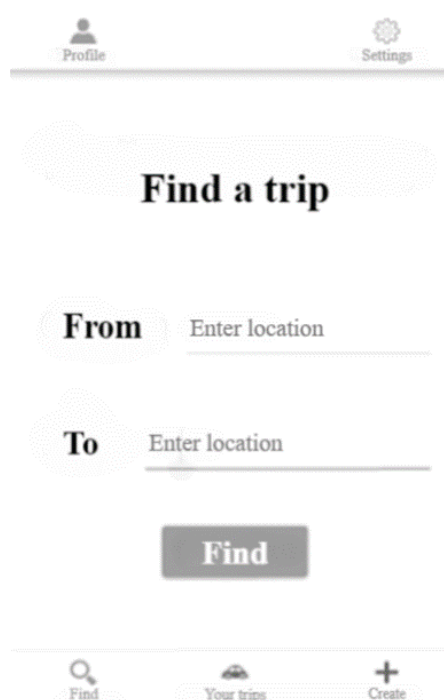 Profile Settings
Find a trip
From Enter location
To Enter location
Find
Find Your trips Create